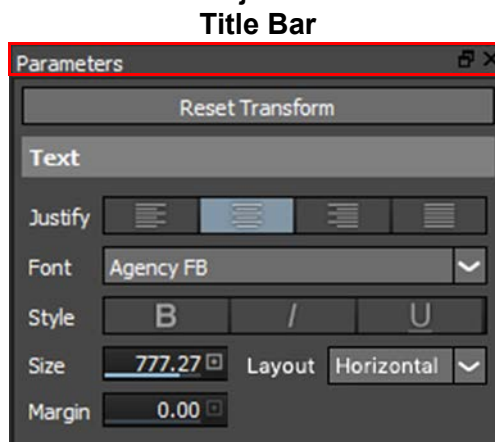 Title Bar
Parameters
Reset Transform
Text
Justify
Font Agency FB
Style B I U
Size 777.27 Layout Horizontal
Margin 0.00